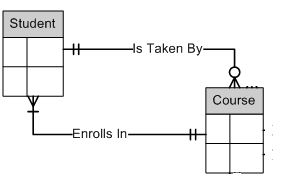 Student
Is Taken By
Course
Enrolls In